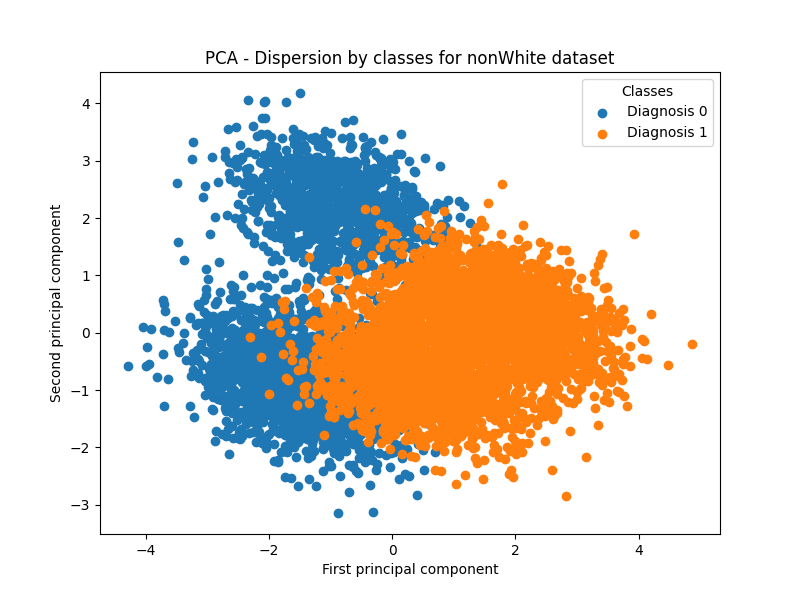 PCA - Dispersion by classes for nonWhite dataset
Classes
Diagnosis 0
Diagnosis 1
Second principal component
4
3
2
1
0
−1
−2
−3
−4
−2
0
2
4
First principal component